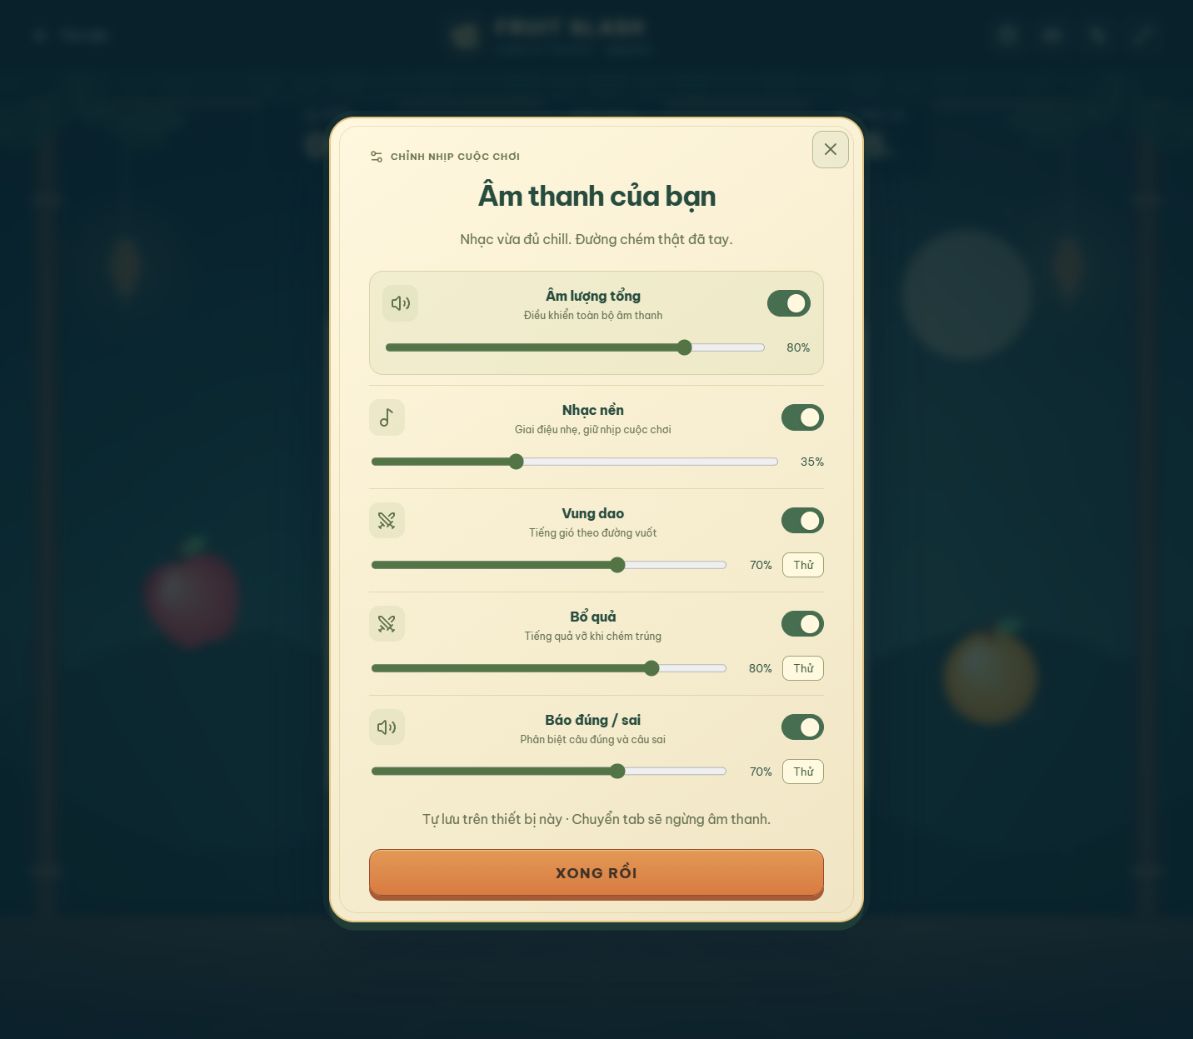 FRUIT SLASH
CHỈNH NHỊP CUỘC CHƠI
Âm thanh của bạn
Nhạc vừa đủ chill. Đường chém thật đã tay.
Âm lượng tổng
Điều khiển toàn bộ âm thanh
80%
Nhạc nền
Giai điệu nhẹ, giữ nhịp cuộc chơi
35%
Vung dao
Tiếng gió theo đường vuốt
70% Thử
Bổ quả
Tiếng quả vỡ khi chém trúng
80% Thử
Báo đúng / sai
Phân biệt câu đúng và câu sai
70% Thử
Tự lưu trên thiết bị này · Chuyển tab sẽ ngừng âm thanh.
XONG RỒI